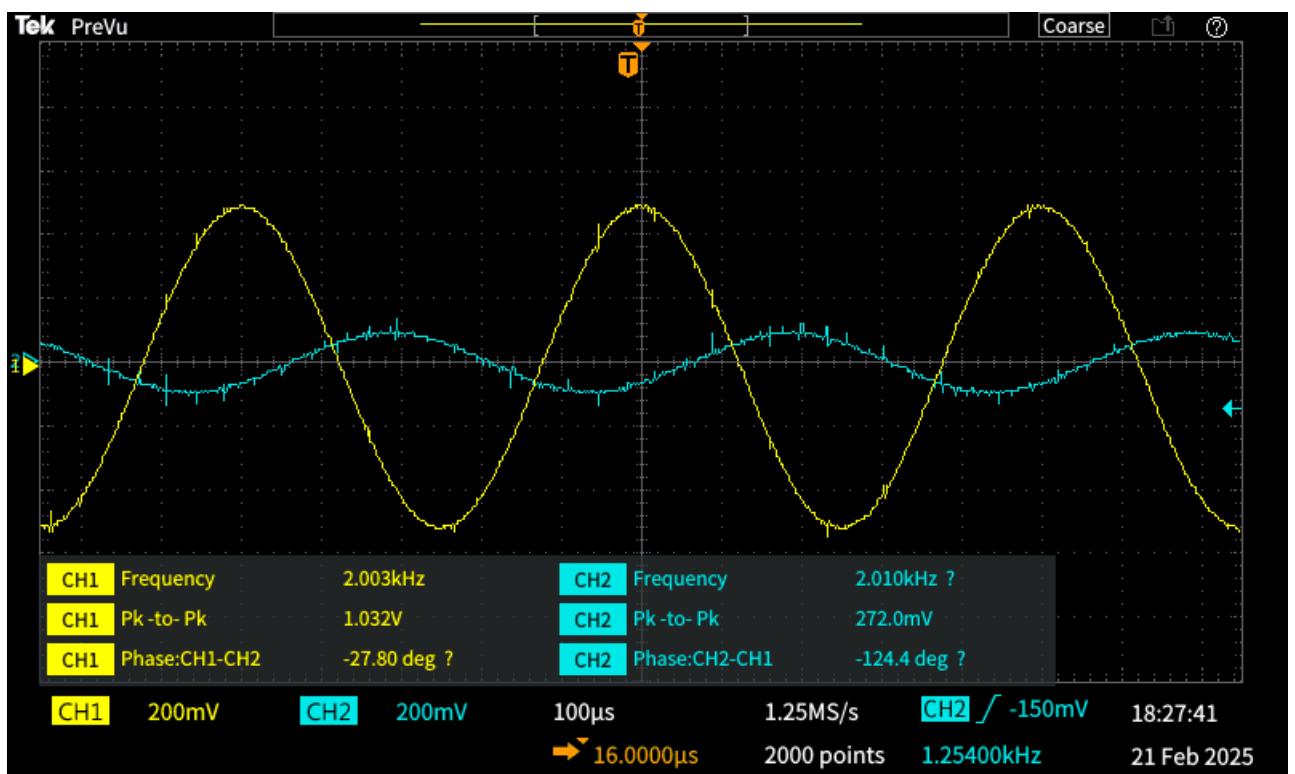 Tek PreVu Coarse
T
T
2
1
CH1 Frequency 2.003kHz CH2 Frequency 2.010kHz ?
CH1 Pk-to-Pk 1.032V CH2 Pk-to-Pk 272.0mV
CH1 Phase:CH1-CH2 -27.80 deg ? CH2 Phase:CH2-CH1 -124.4 deg ?
CH1 200mV CH2 200mV 100µs 1.25MS/s CH2 -150mV 18:27:41
16.0000µs 2000 points 1.25400kHz 21 Feb 2025